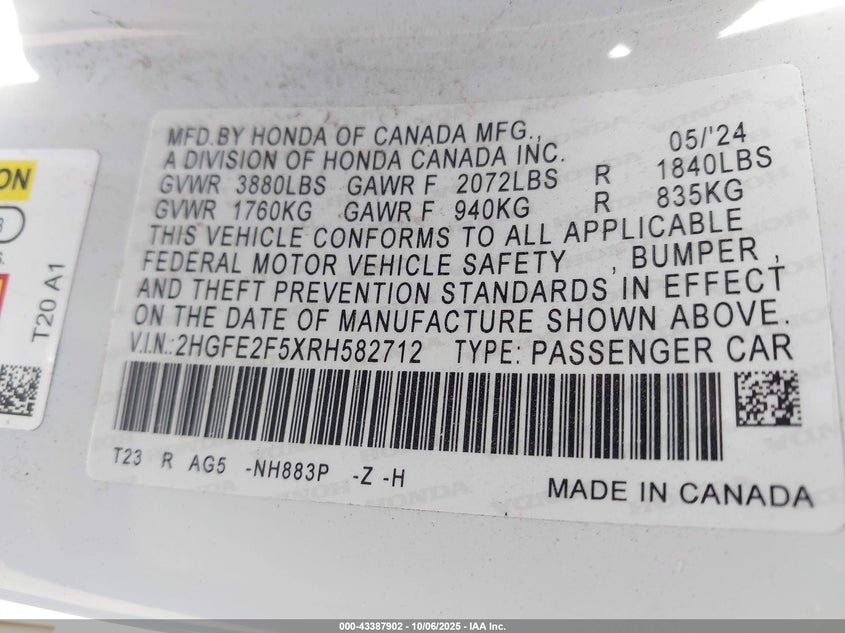 MFD. BY HONDA OF CANADA MFG., 05/'24
A DIVISION OF HONDA CANADA INC.
GVWR 3880LBS GAWR F 2072LBS R 1840LBS
GVWR 1760KG GAWR F 940KG R 835KG
THIS VEHICLE CONFORMS TO ALL APPLICABLE
FEDERAL MOTOR VEHICLE SAFETY , BUMPER ,
AND THEFT PREVENTION STANDARDS IN EFFECT
ON THE DATE OF MANUFACTURE SHOWN ABOVE.
V.I.N.:2HGFE2F5XRH582712 TYPE: PASSENGER CAR
T23 R AG5 -NH883P -Z -H
MADE IN CANADA
ON
T20 A1
000-43387902 - 10/06/2025 - IAA Inc.